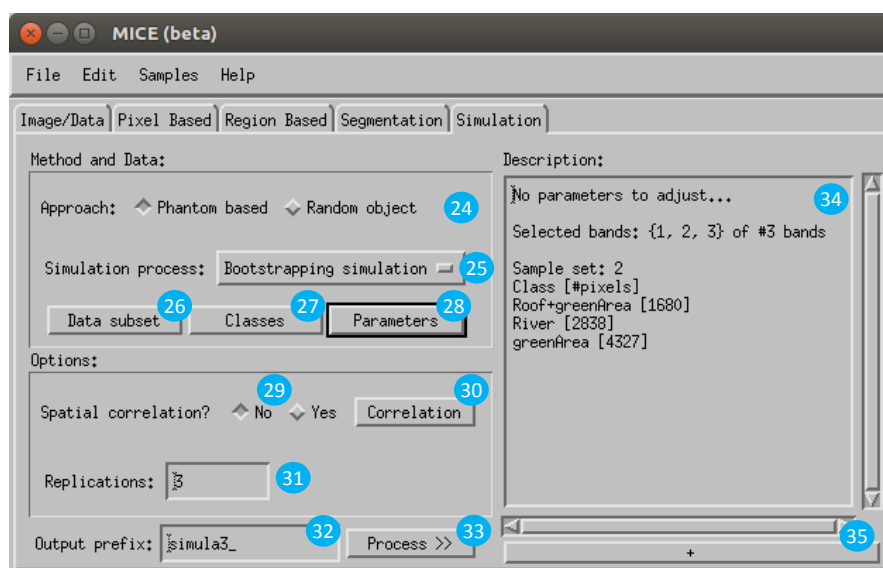 MICE (beta)
File Edit Samples Help
Image/Data Pixel Based Region Based Segmentation Simulation
Method and Data:
Approach: Phantom based Random object 24
Simulation process: Bootstrapping simulation 25
26 27 28
Data subset Classes Parameters
Options:
29 30
Spatial correlation? No Yes Correlation
Replications: 3 31
32 33
Output prefix: simula3_ Process >>
Description:
No parameters to adjust... 34
Selected bands: {1, 2, 3} of #3 bands
Sample set: 2
Class [#pixels]
Roof+greenArea [1680]
River [2838]
greenArea [4327]
35
+